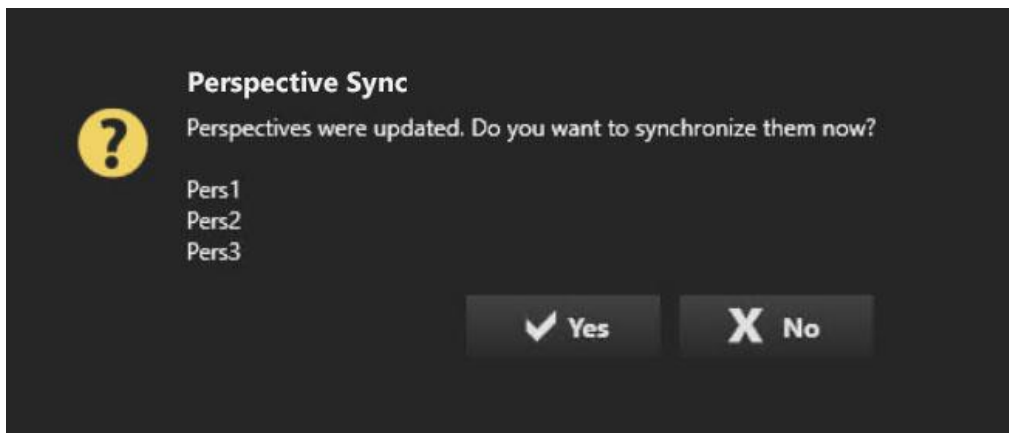 Perspective Sync
Perspectives were updated. Do you want to synchronize them now?
Pers1
Pers2
Pers3
Yes
No